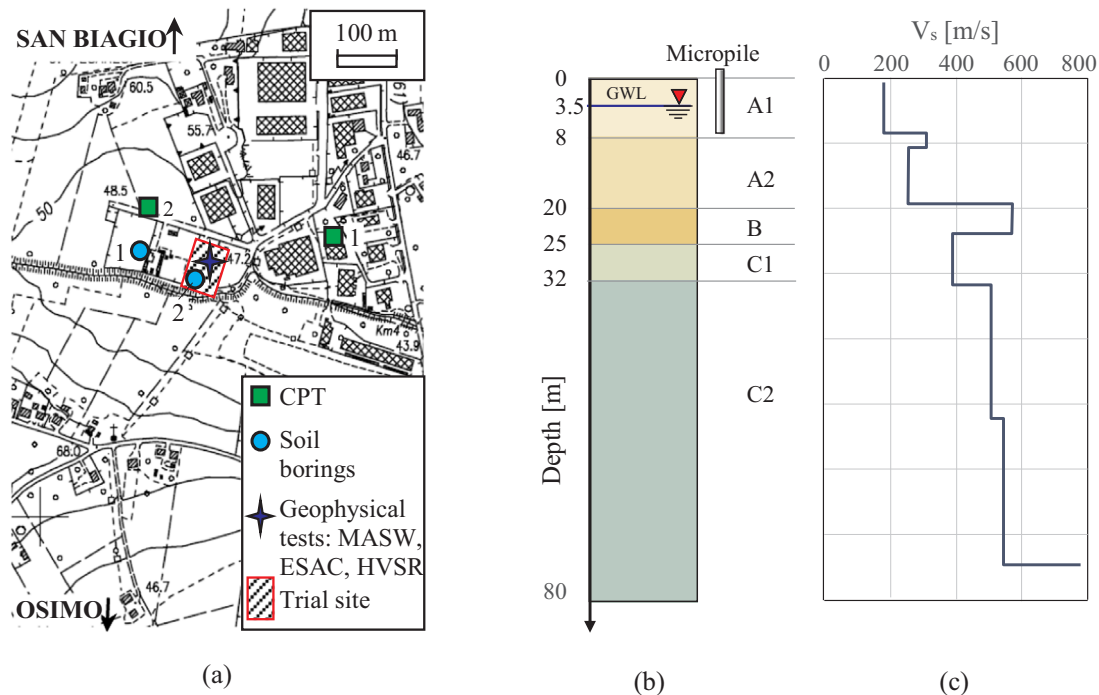 SAN BIAGIO
100 m
60.5
55.7
61)
46.7
48.5
50
2
1
1
47.2
6
2
Km4
43.9
68.0
46.7
OSIMO
CPT
Soil
borings
Geophysical
tests: MASW,
ESAC, HVSR
Trial site
(a)
Micropile
0
GWL
3.5
A1
8
A2
20
B
25
C1
32
C2
Depth [m]
80
(b)
Vs [m/s]
0 200 400 600 800
(c)